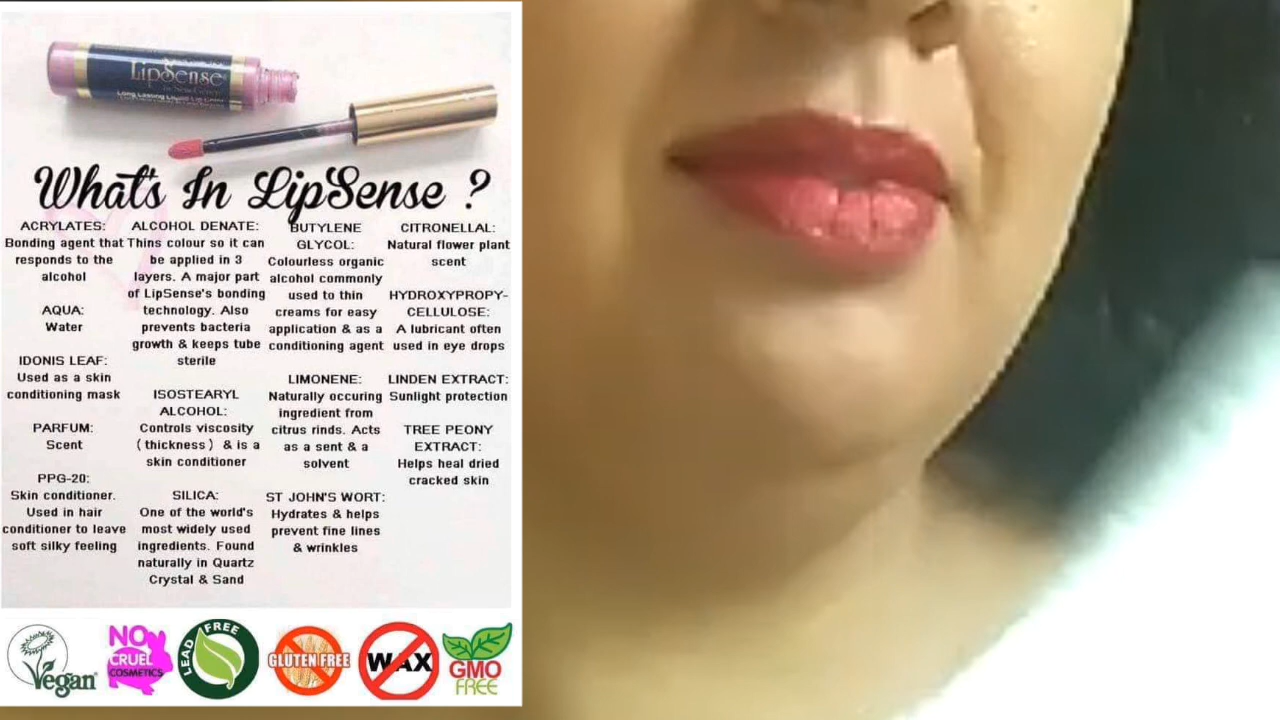 LipSense
Long Lasting Liquid Lip Color
What's In LipSense ?
ACRYLATES:
Bonding agent that
responds to the
alcohol
AQUA:
Water
IDONIS LEAF:
Used as a skin
conditioning mask
PARFUM:
Scent
PPG-20:
Skin conditioner.
Used in hair
conditioner to leave
soft silky feeling
ALCOHOL DENATE:
Thins colour so it can
be applied in 3
layers. A major part
of LipSense's bonding
technology. Also
prevents bacteria
growth & keeps tube
sterile
ISOSTEARYL
ALCOHOL:
Controls viscosity
(thickness) & is a
skin conditioner
SILICA:
One of the world's
most widely used
ingredients. Found
naturally in Quartz
Crystal & Sand
BUTYLENE
GLYCOL:
Colourless organic
alcohol commonly
used to thin
creams for easy
application & as a
conditioning agent
LIMONENE:
Naturally occuring
ingredient from
citrus rinds. Acts
as a sent & a
solvent
ST JOHN'S WORT:
Hydrates & helps
prevent fine lines
& wrinkles
CITRONELLAL:
Natural flower plant
scent
HYDROXYPROPY-
CELLULOSE:
A lubricant often
used in eye drops
LINDEN EXTRACT:
Sunlight protection
TREE PEONY
EXTRACT:
Helps heal dried
cracked skin
Vegan
NO
CRUEL
COSMETICS
LEAD FREE
GLUTEN FREE
WAX
GMO
FREE